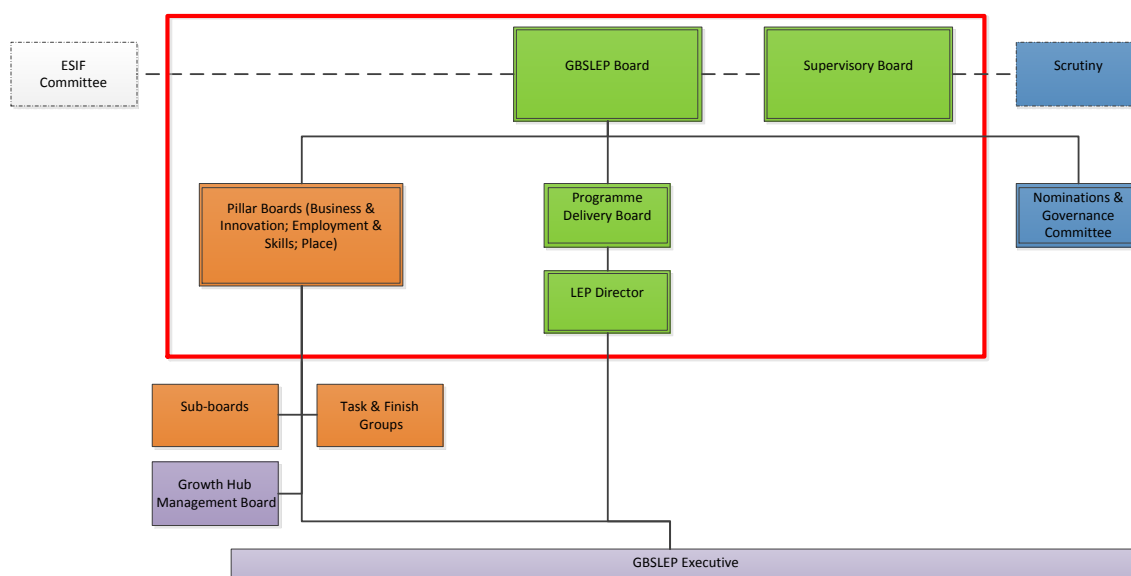 ESIF
Committee
GBSLEP Board
Supervisory Board
Scrutiny
Pillar Boards (Business &
Innovation; Employment &
Skills; Place)
Programme
Delivery Board
Nominations &
Governance
Committee
LEP Director
Sub-boards
Task & Finish
Groups
Growth Hub
Management Board
GBSLEP Executive